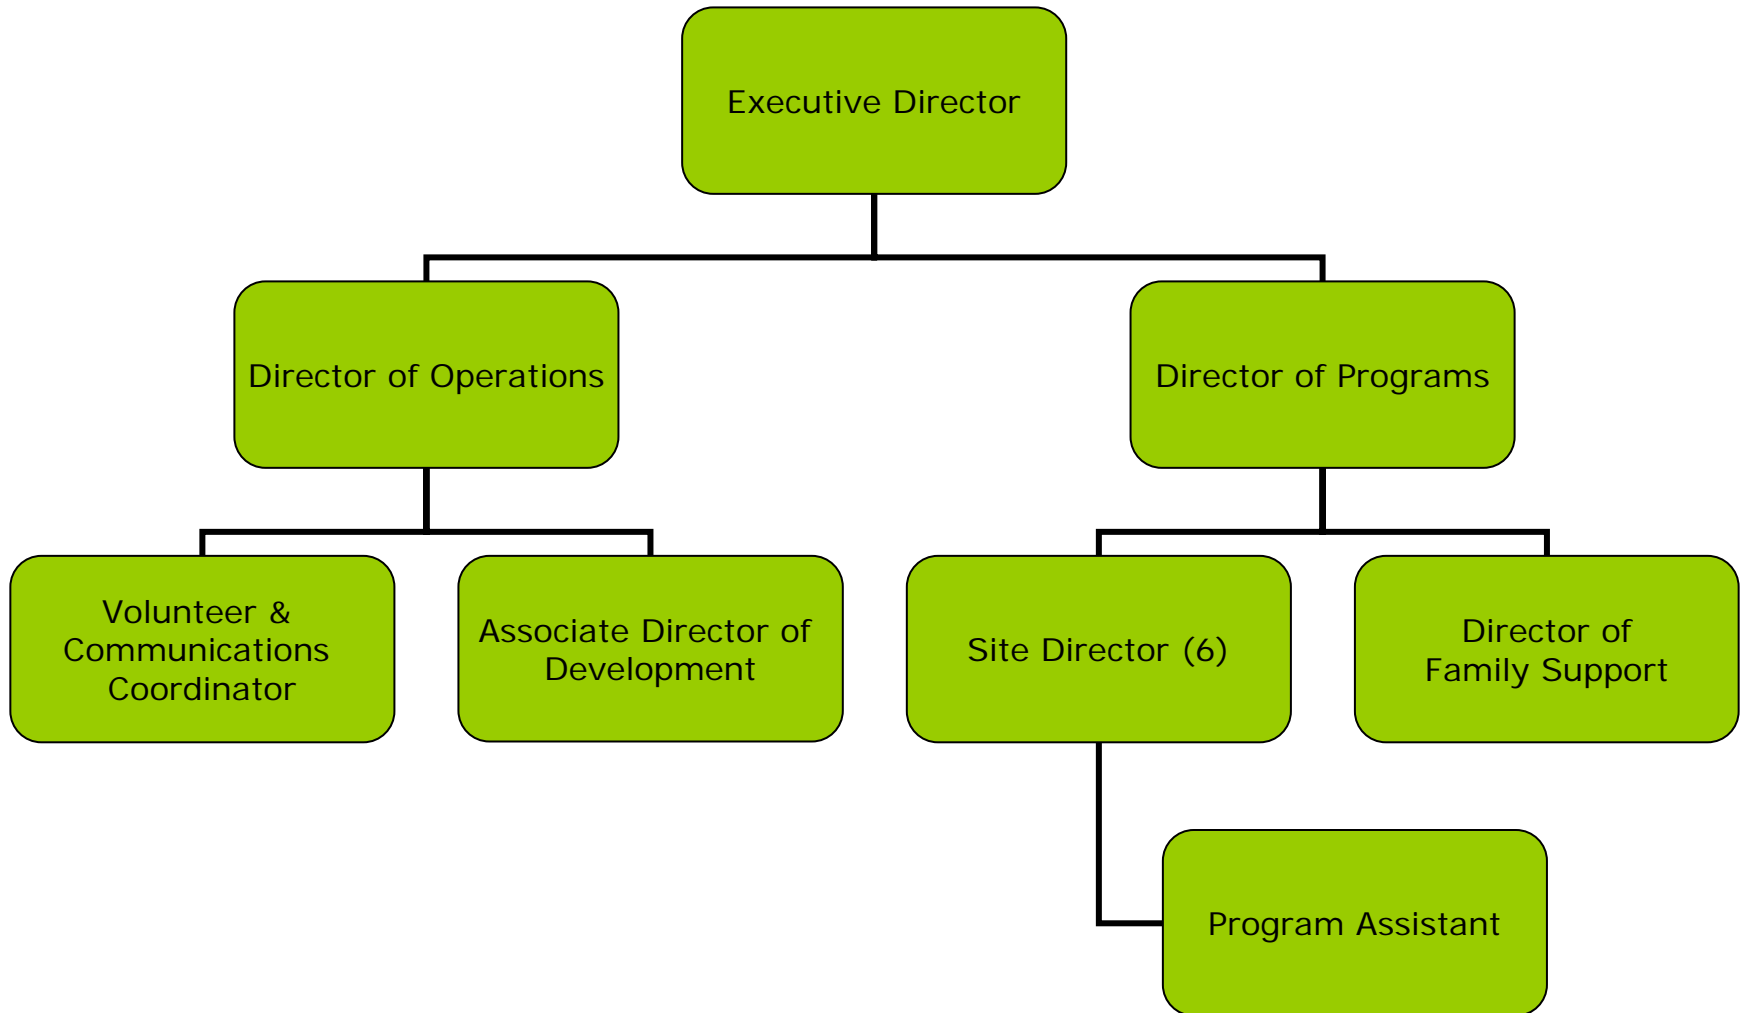 Executive Director
Director of Operations
Director of Programs
Volunteer &
Communications
Coordinator
Associate Director of
Development
Site Director (6)
Director of
Family Support
Program Assistant